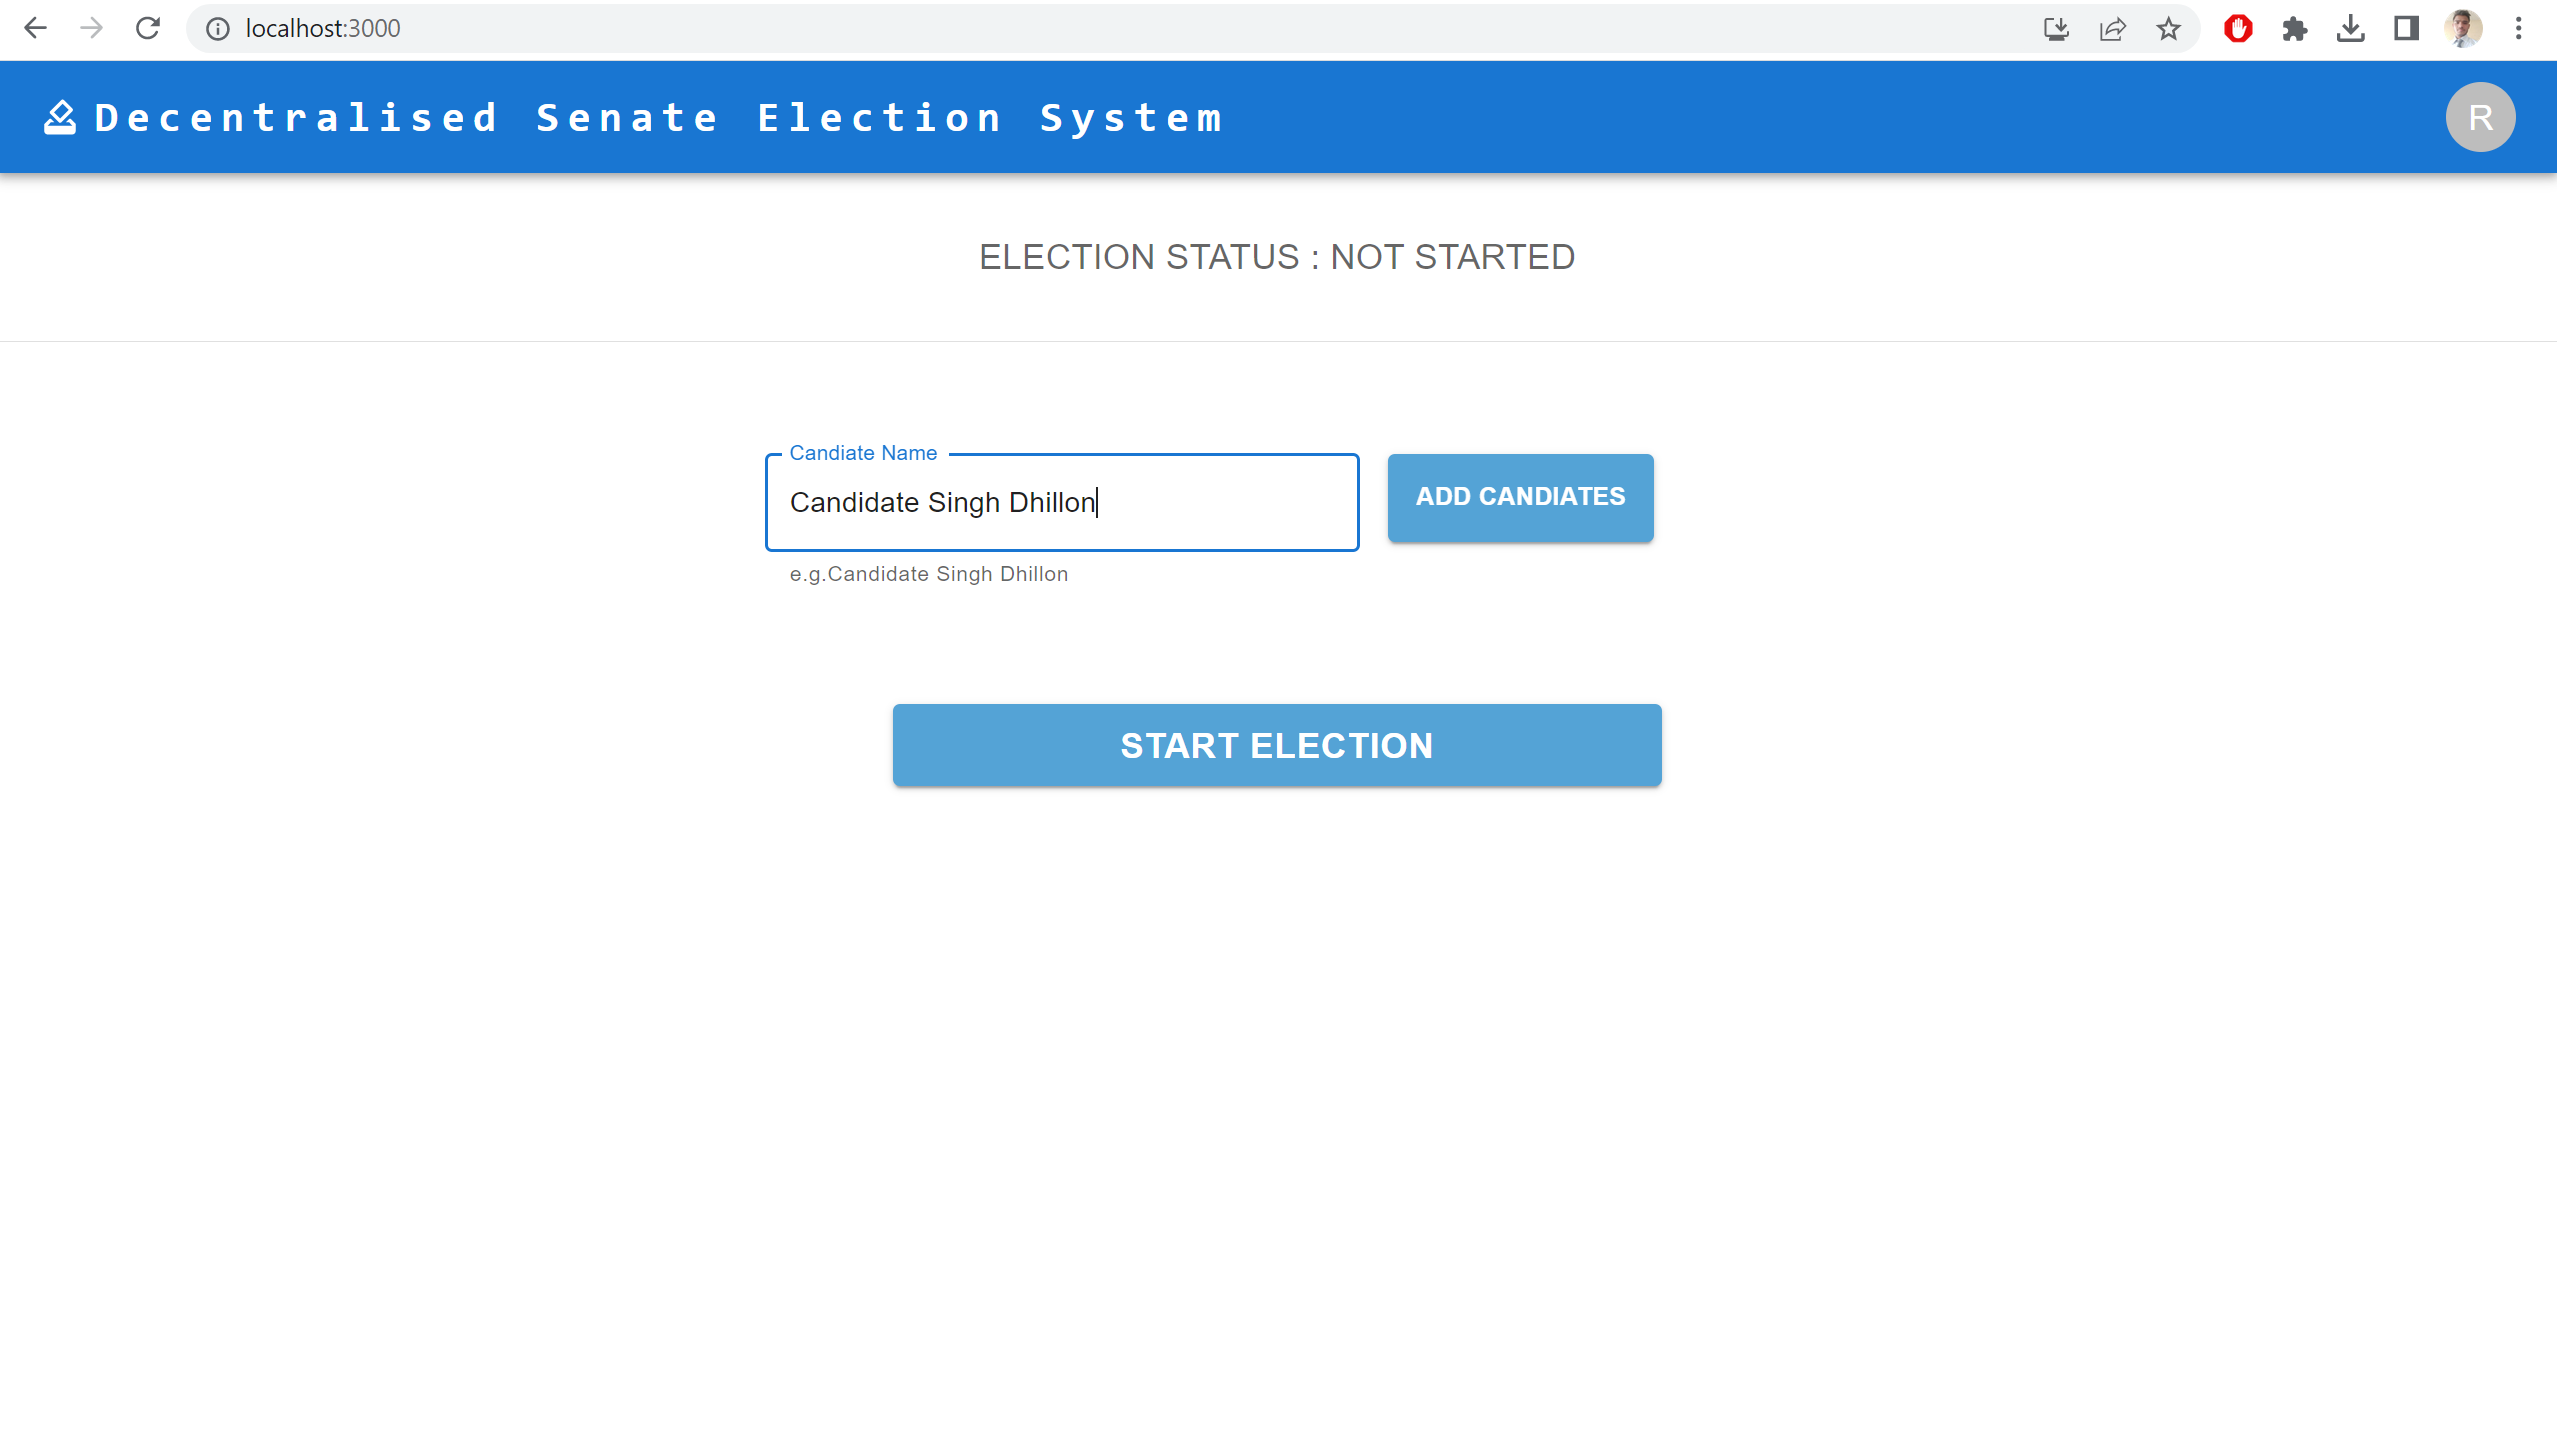 localhost:3000
Decentralised Senate Election System
R
ELECTION STATUS : NOT STARTED
Candiate Name
Candidate Singh Dhillon
ADD CANDIATES
e.g.Candidate Singh Dhillon
START ELECTION